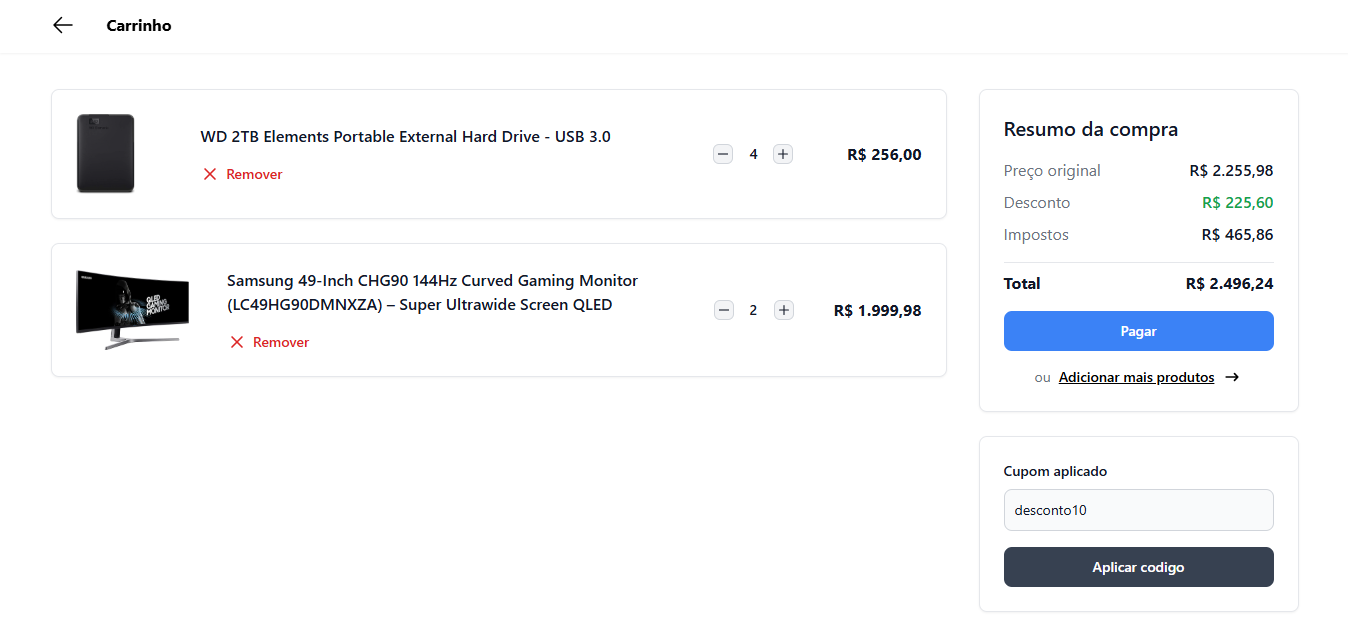 Carrinho
WD 2TB Elements Portable External Hard Drive - USB 3.0
Remover
4
R$ 256,00
QLED
GAMING
MONITOR
Samsung 49-Inch CHG90 144Hz Curved Gaming Monitor
(LC49HG90DMNXZA) – Super Ultrawide Screen QLED
Remover
2
R$ 1.999,98
Resumo da compra
Preço original R$ 2.255,98
Desconto R$ 225,60
Impostos R$ 465,86
Total R$ 2.496,24
Pagar
ou Adicionar mais produtos
Cupom aplicado
desconto10
Aplicar codigo